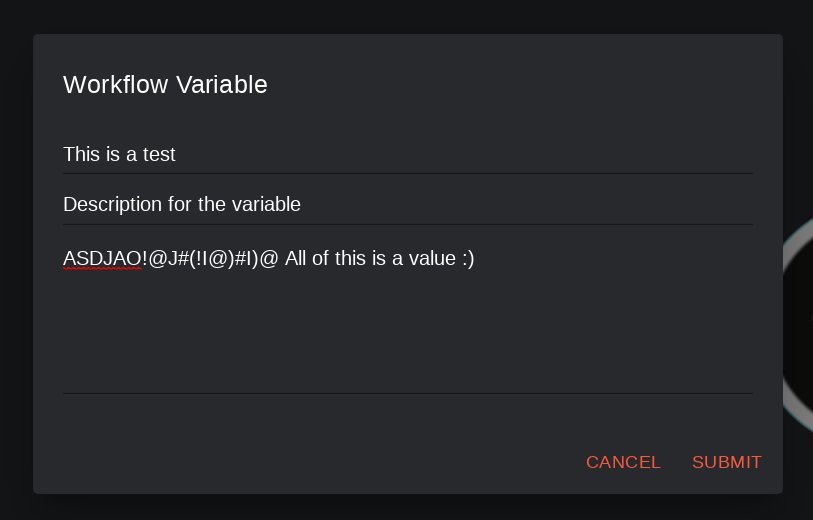 Workflow Variable
This is a test
Description for the variable
ASDJAO!@J#(!I@)#I)@ All of this is a value :)
CANCEL SUBMIT